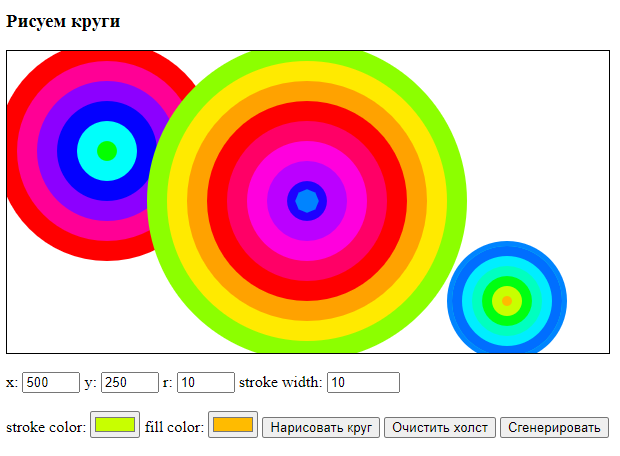 Рисуем круги
x: 500 y: 250 r: 10 stroke width: 10
stroke color: fill color: Нарисовать круг Очистить холст Сгенерировать